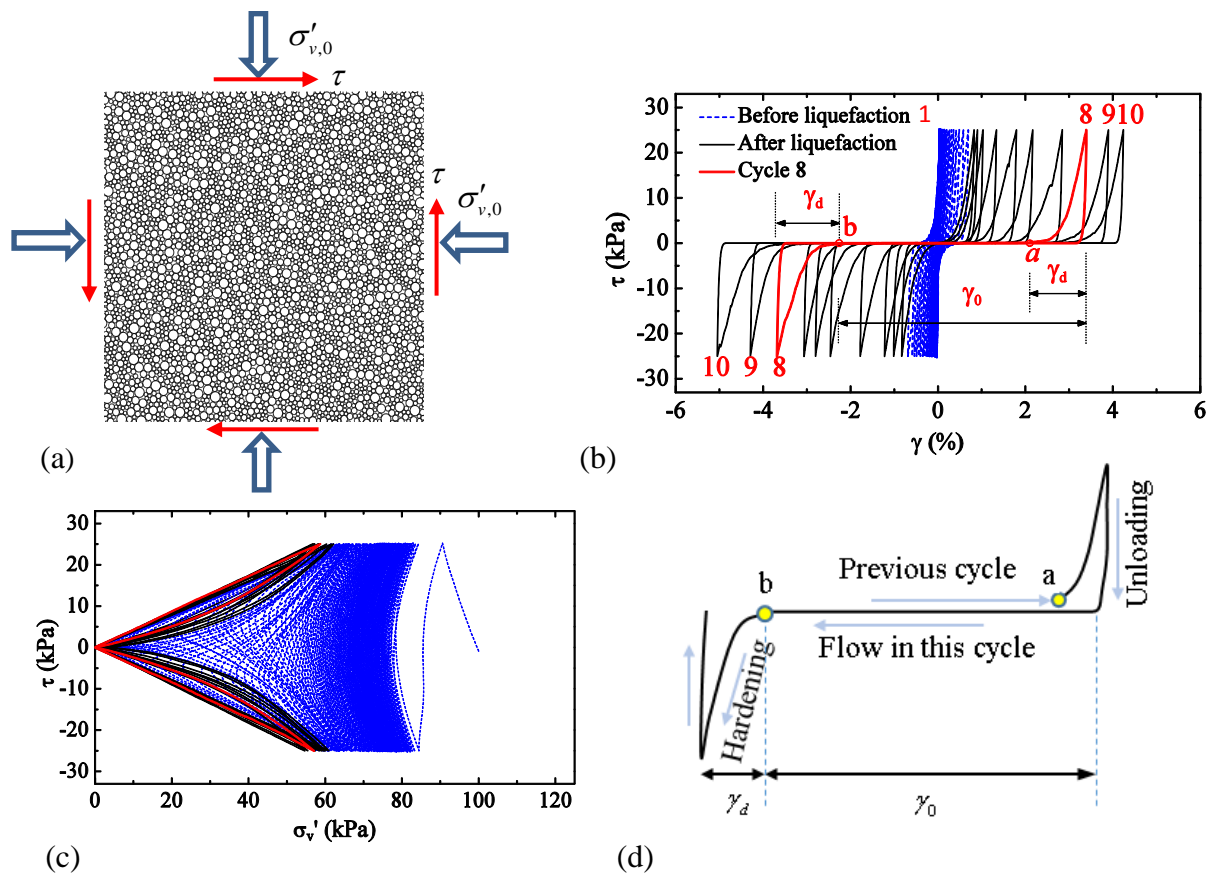 σ′v,0
τ
τ
σ′v,0
(a)
30
20
10
0
-10
-20
-30
τ (kPa)
Before liquefaction
After liquefaction
Cycle 8
1
8
9
10
γd
b
a
γd
γ0
10
9
8
-6
-4
-2
0
2
4
6
γ (%)
(b)
30
20
10
0
-10
-20
-30
τ (kPa)
0
20
40
60
80
100
120
σv' (kPa)
(c)
Unloading
Previous cycle
a
b
Flow in this cycle
Hardening
γd
γ0
(d)